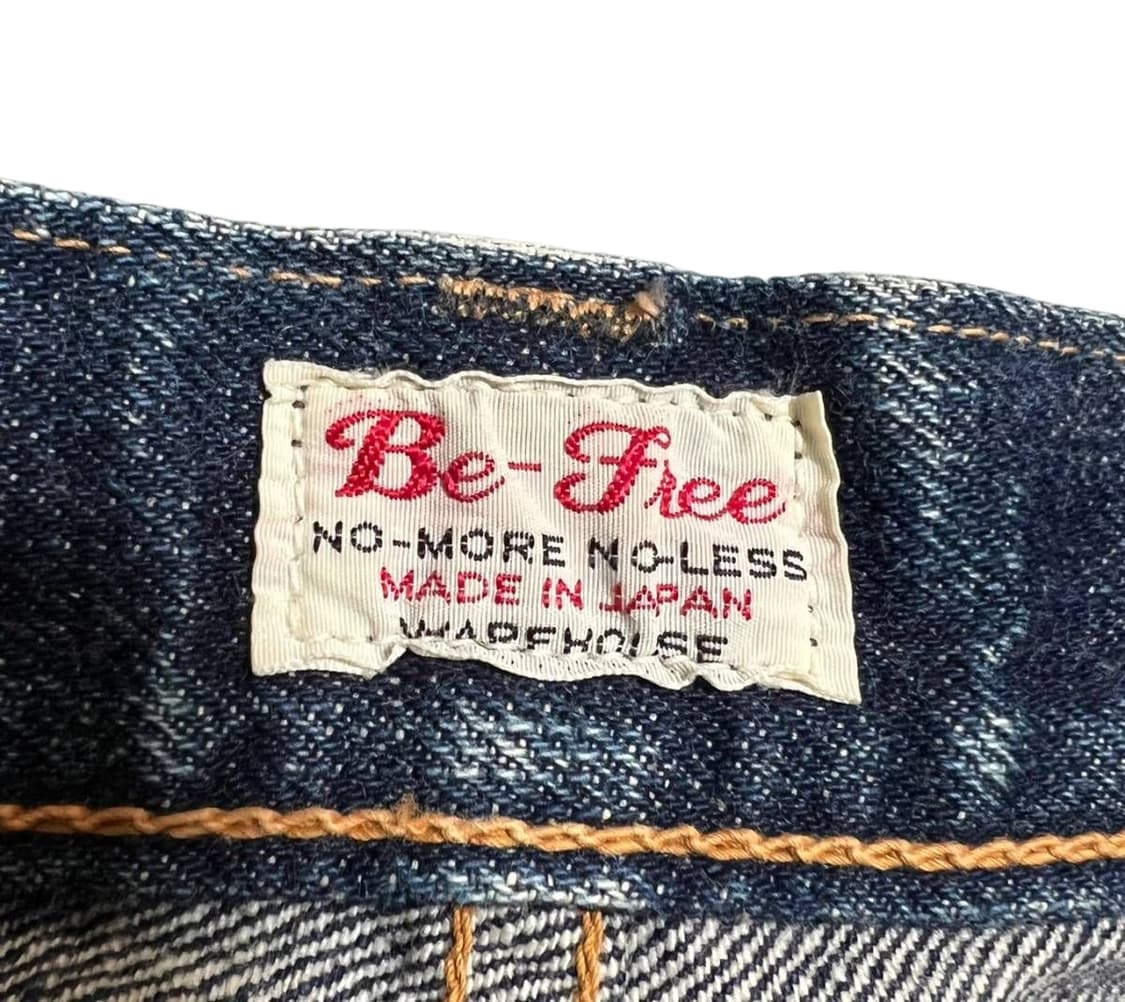 Be-Free
NO-MORE NO-LESS
MADE IN JAPAN
WAREHOUSE